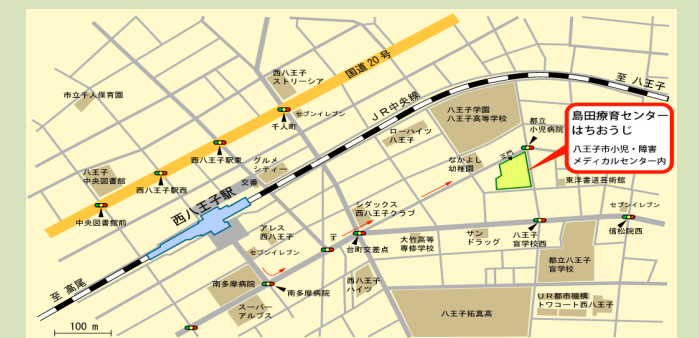 国道20号
至 八王子
西八王子
ストリーシア
市立千人保育園
セブンイレブン
千人町
JR中央線
八王子学園
八王子高等学校
ローハイツ
八王子
都立
小児病院
島田療育センター
はちおうじ
八王子市小児・障害
メディカルセンター内
正門
なかよし
幼稚園
東洋書道芸術館
西八王子駅東
グルメ
シティー
交番
八王子
中央図書館
西八王子駅西
中央図書館前
西八王子駅
シダックス
西八王子クラブ
アレス
西八王子
セブンイレブン
〒
台町交差点
大竹高等
専修学校
サン
ドラッグ
八王子
盲学校西
セブンイレブン
信松院西
都立八王子
盲学校
至 高尾
南多摩病院
南多摩病院
西八王子
ハイツ
スーパー
アルプス
八王子拓真高
UR都市機構
トワコート西八王子
100 m